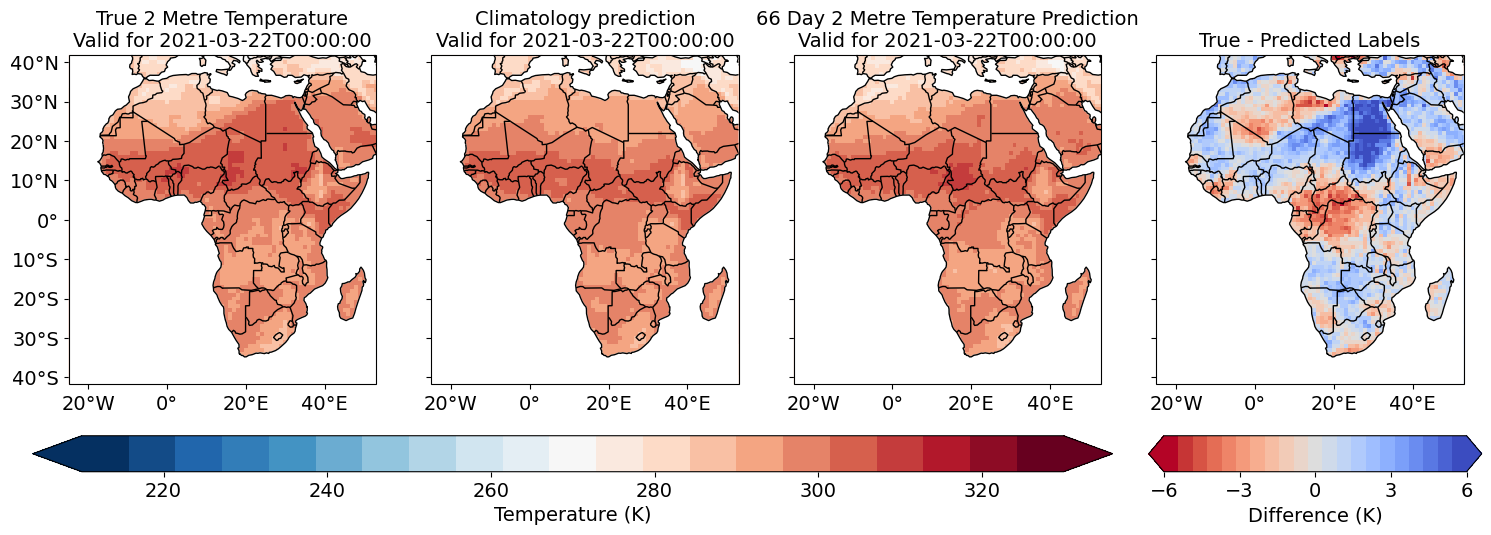 True 2 Metre Temperature
Valid for 2021-03-22T00:00:00
Climatology prediction
Valid for 2021-03-22T00:00:00
66 Day 2 Metre Temperature Prediction
Valid for 2021-03-22T00:00:00
True - Predicted Labels
40°N
30°N
20°N
10°N
0°
10°S
20°S
30°S
40°S
20°W 0° 20°E 40°E
20°W 0° 20°E 40°E
20°W 0° 20°E 40°E
20°W 0° 20°E 40°E
220 240 260 280 300 320
Temperature (K)
−6 −3 0 3 6
Difference (K)